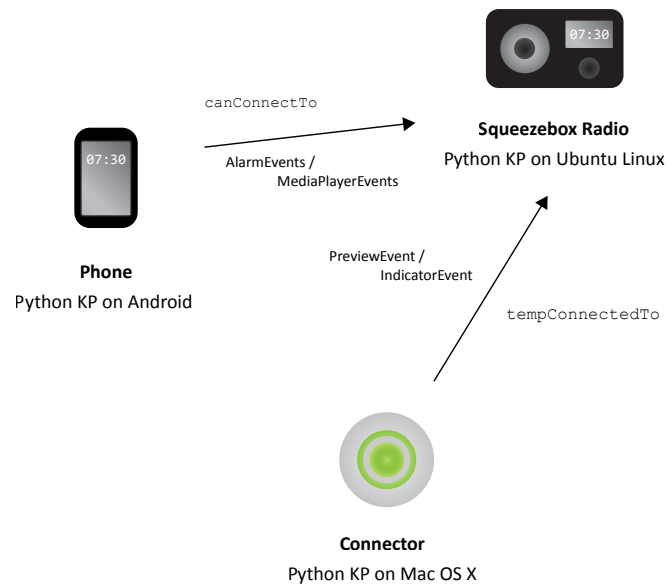 07:30
canConnectTo
Squeezebox Radio
Python KP on Ubuntu Linux
07:30
AlarmEvents /
MediaPlayerEvents
Phone
Python KP on Android
PreviewEvent /
IndicatorEvent
tempConnectedTo
Connector
Python KP on Mac OS X